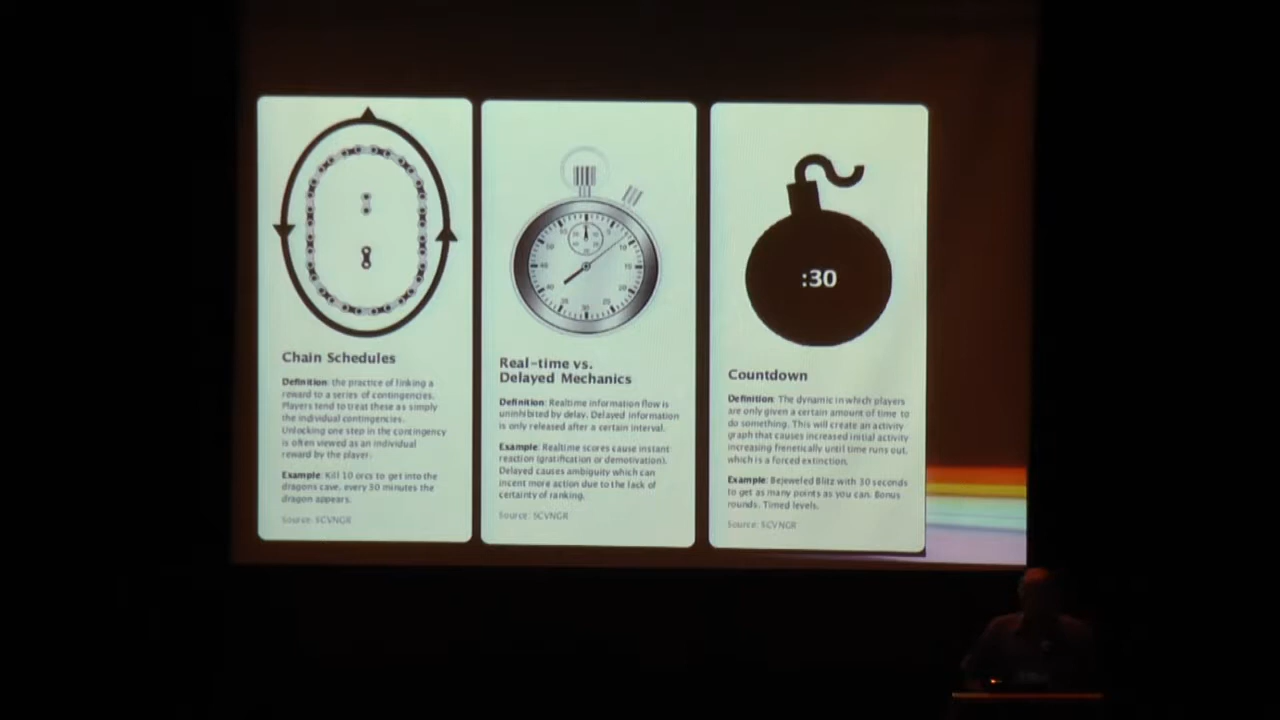 Chain Schedules
Definition: the practice of linking a
reward to a series of contingencies.
Players tend to treat these as simply
the individual contingencies.
Unlocking one step in the contingency
is often viewed as an individual
reward by the player.
Example: Kill 10 orcs to get into the
dragons cave, every 30 minutes the
dragon appears.
Source: SCVNGR
Real-time vs.
Delayed Mechanics
Definition: Realtime information flow is
uninhibited by delay. Delayed information
is only released after a certain interval.
Example: Realtime scores cause instant
reaction (gratification or demotivation).
Delayed causes ambiguity which can
incent more action due to the lack of
certainty of ranking.
Source: SCVNGR
:30
Countdown
Definition: The dynamic in which players
are only given a certain amount of time to
do something. This will create an activity
graph that causes increased initial activity
increasing frenetically until time runs out,
which is a forced extinction.
Example: Bejeweled Blitz with 30 seconds
to get as many points as you can. Bonus
rounds. Timed levels.
Source: SCVNGR